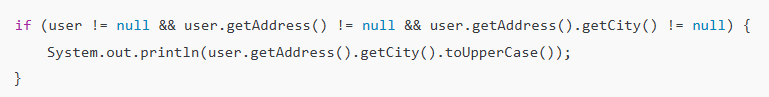 if (user != null && user.getAddress() != null && user.getAddress().getCity() != null) {
    System.out.println(user.getAddress().getCity().toUpperCase());
}